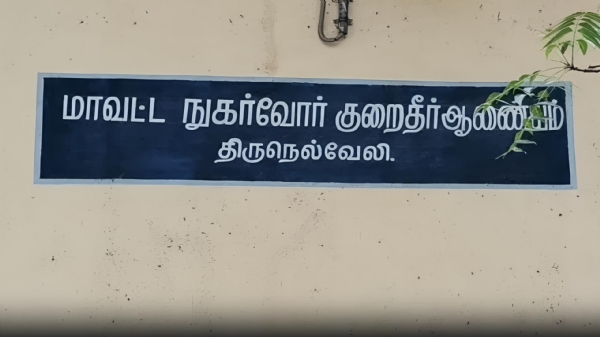 மாவட்ட நுகர்வோர் குறைதீர்ஆணையம்
திருநெல்வேலி.